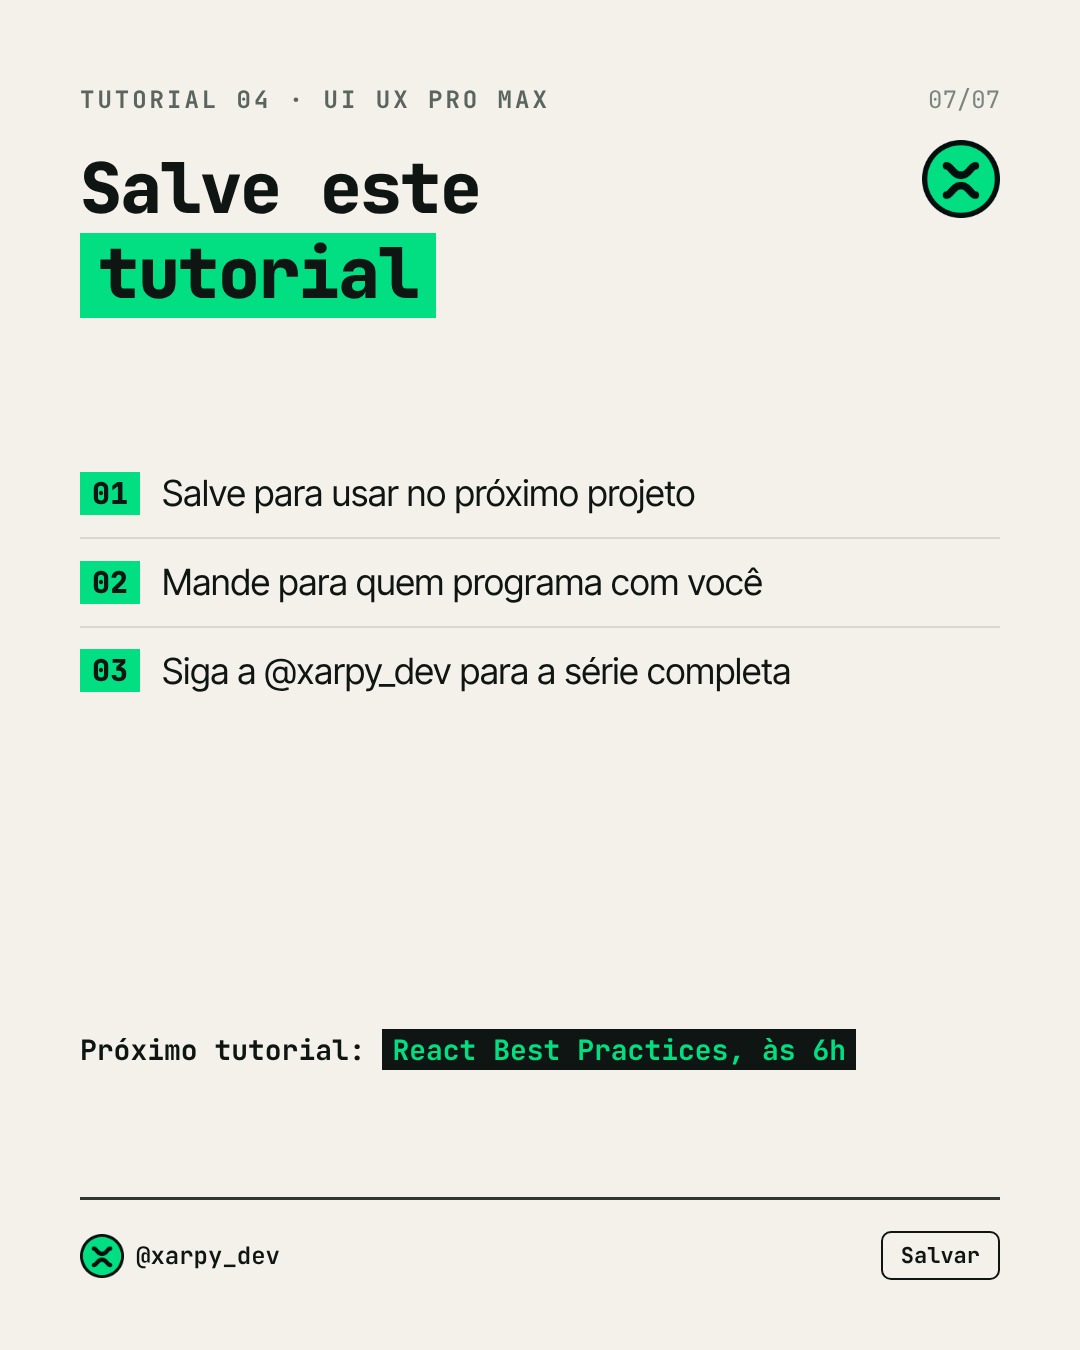 TUTORIAL 04 · UI UX PRO MAX
07/07
Salve este
tutorial
01 Salve para usar no próximo projeto
02 Mande para quem programa com você
03 Siga a @xarpy_dev para a série completa
Próximo tutorial: React Best Practices, às 6h
@xarpy_dev
Salvar